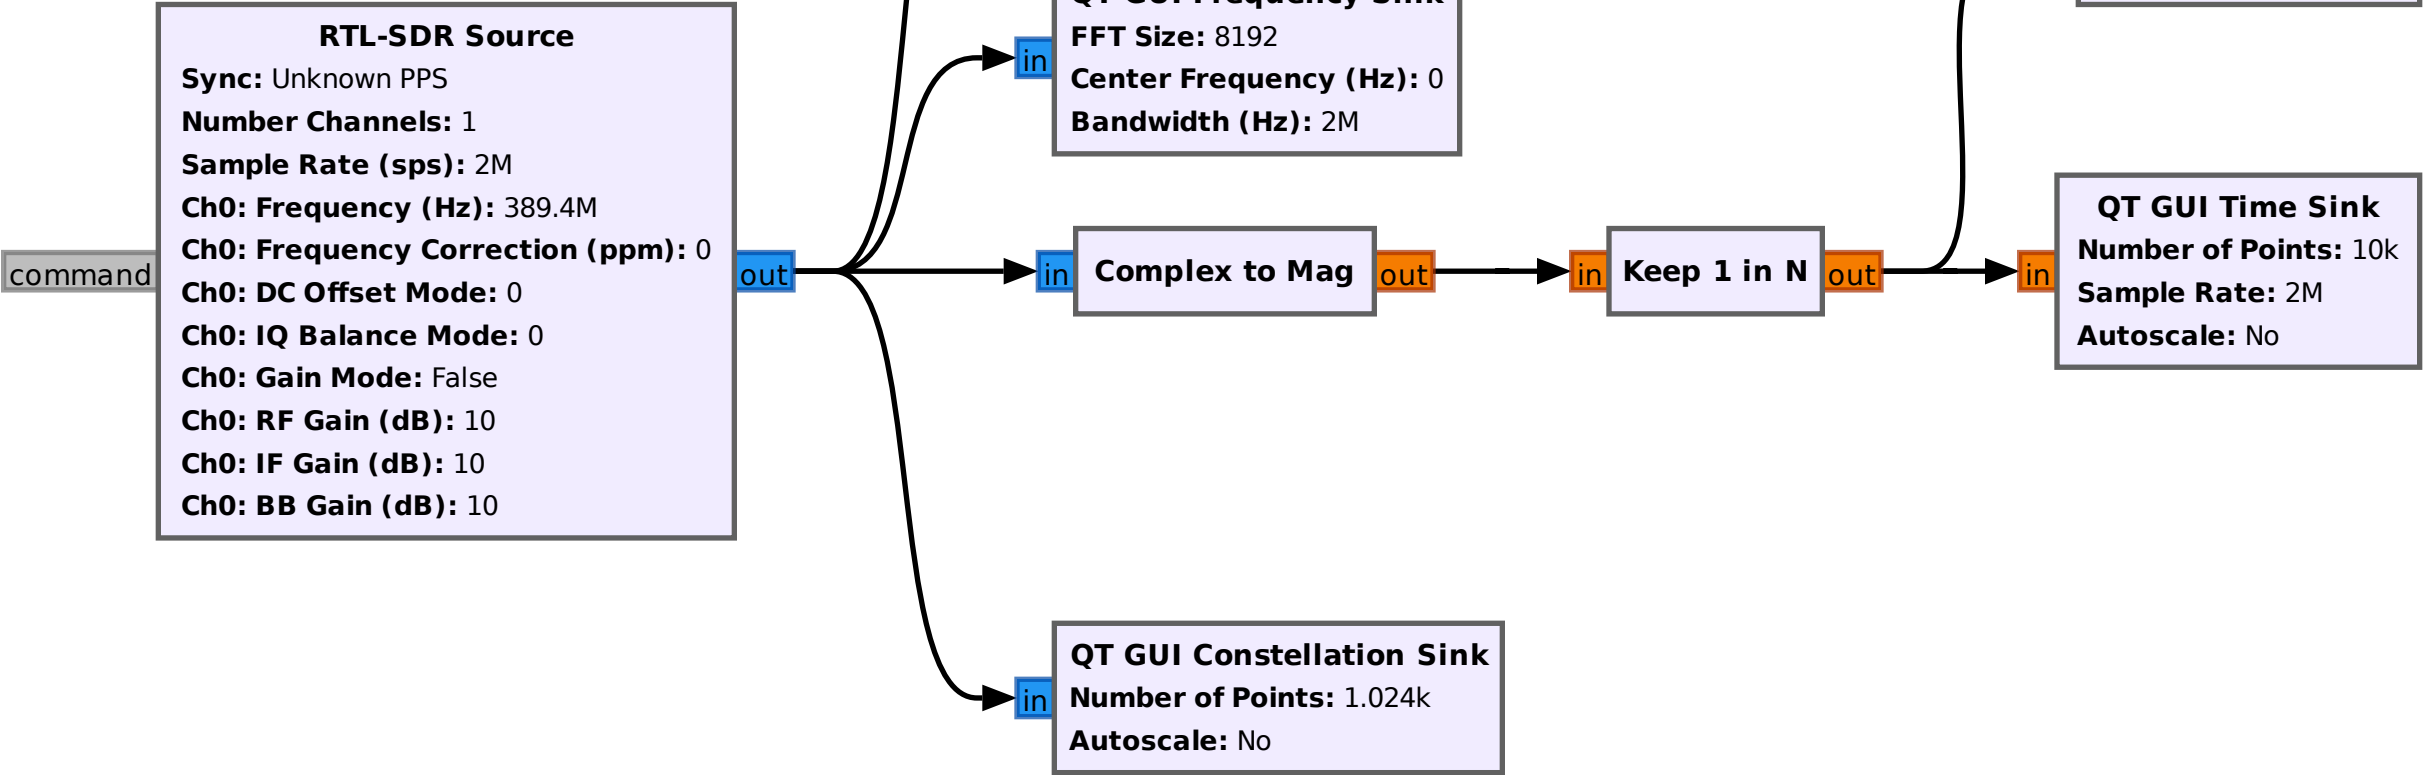 RTL-SDR Source
Sync: Unknown PPS
Number Channels: 1
Sample Rate (sps): 2M
Ch0: Frequency (Hz): 389.4M
Ch0: Frequency Correction (ppm): 0
Ch0: DC Offset Mode: 0
Ch0: IQ Balance Mode: 0
Ch0: Gain Mode: False
Ch0: RF Gain (dB): 10
Ch0: IF Gain (dB): 10
Ch0: BB Gain (dB): 10
command
out
QT GUI Frequency Sink
FFT Size: 8192
Center Frequency (Hz): 0
Bandwidth (Hz): 2M
in
in
Complex to Mag
out
in
Keep 1 in N
out
in
QT GUI Time Sink
Number of Points: 10k
Sample Rate: 2M
Autoscale: No
in
QT GUI Constellation Sink
Number of Points: 1.024k
Autoscale: No